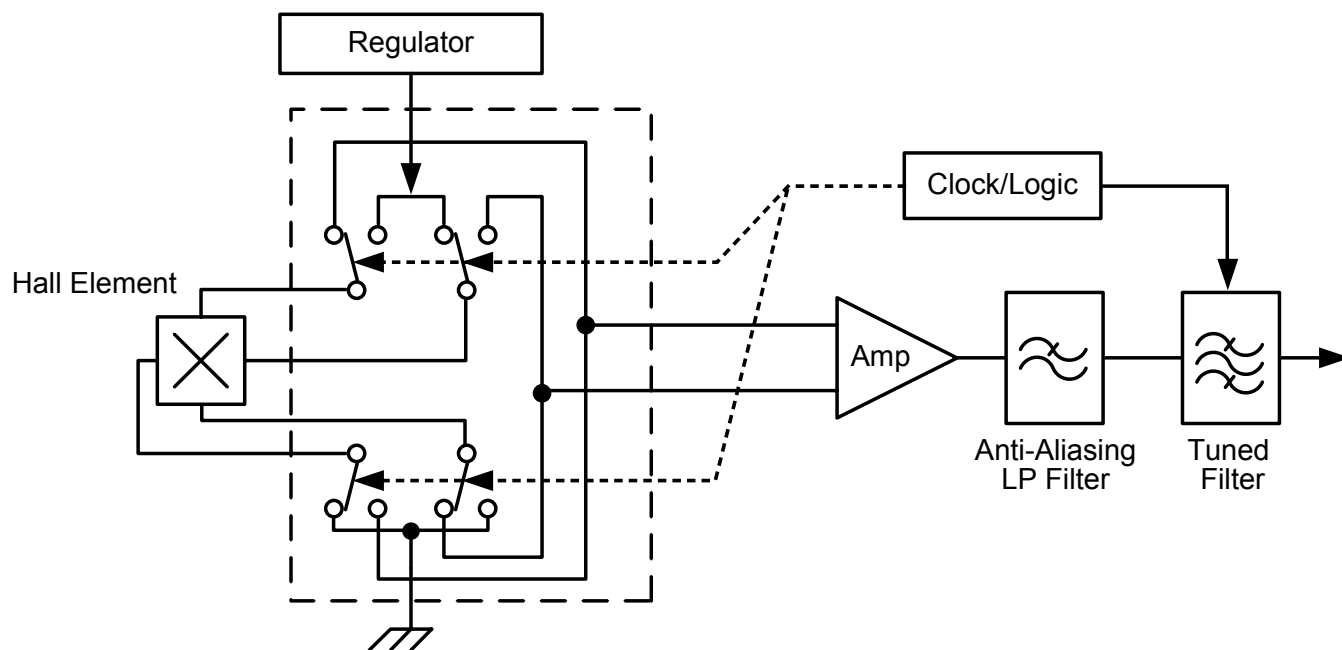 Regulator
Clock/Logic
Hall Element
Amp
Anti-Aliasing
LP Filter
Tuned
Filter